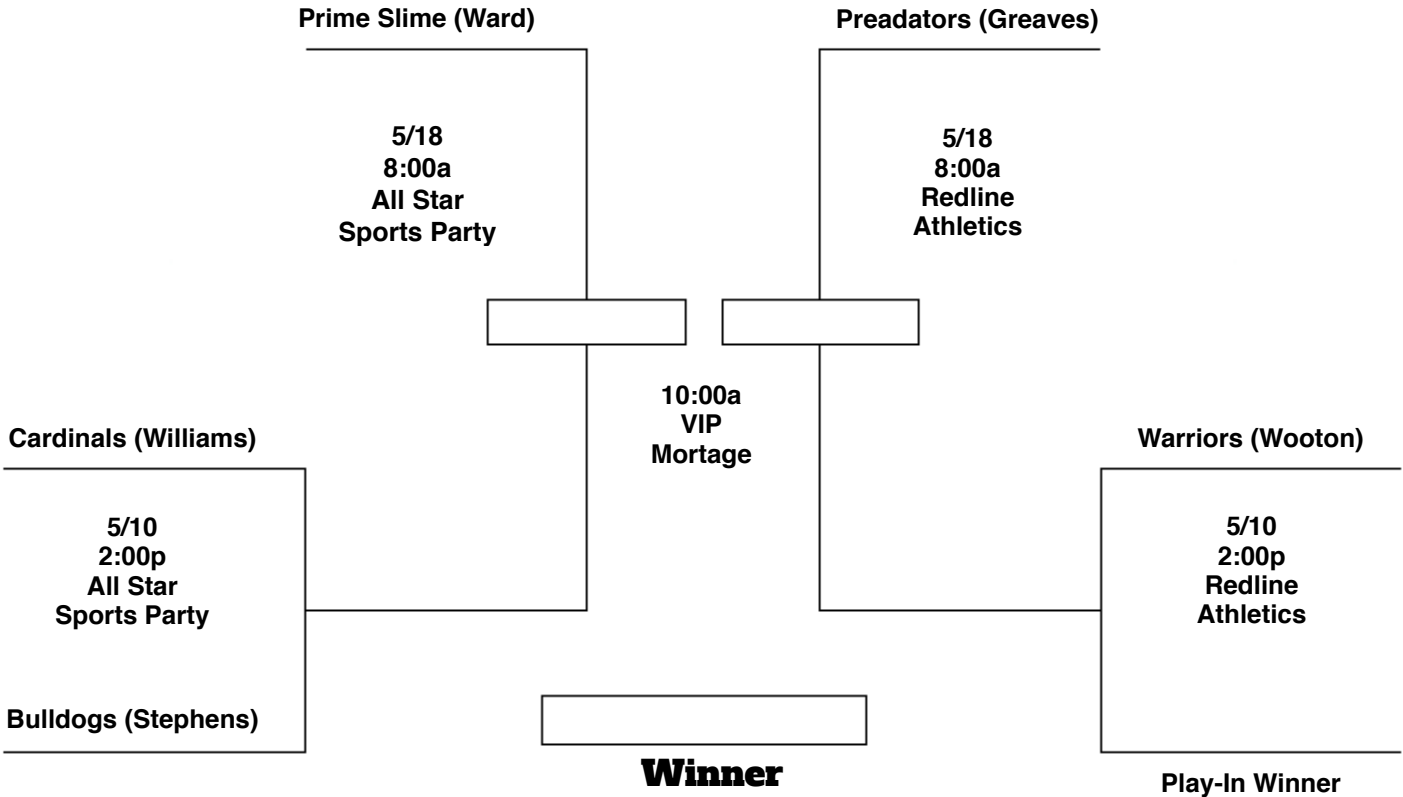 Prime Slime (Ward)
Preadators (Greaves)
5/18
8:00a
All Star
Sports Party
5/18
8:00a
Redline
Athletics
10:00a
VIP
Mortage
Cardinals (Williams)
Warriors (Wooton)
5/10
2:00p
All Star
Sports Party
5/10
2:00p
Redline
Athletics
Bulldogs (Stephens)
Winner
Play-In Winner